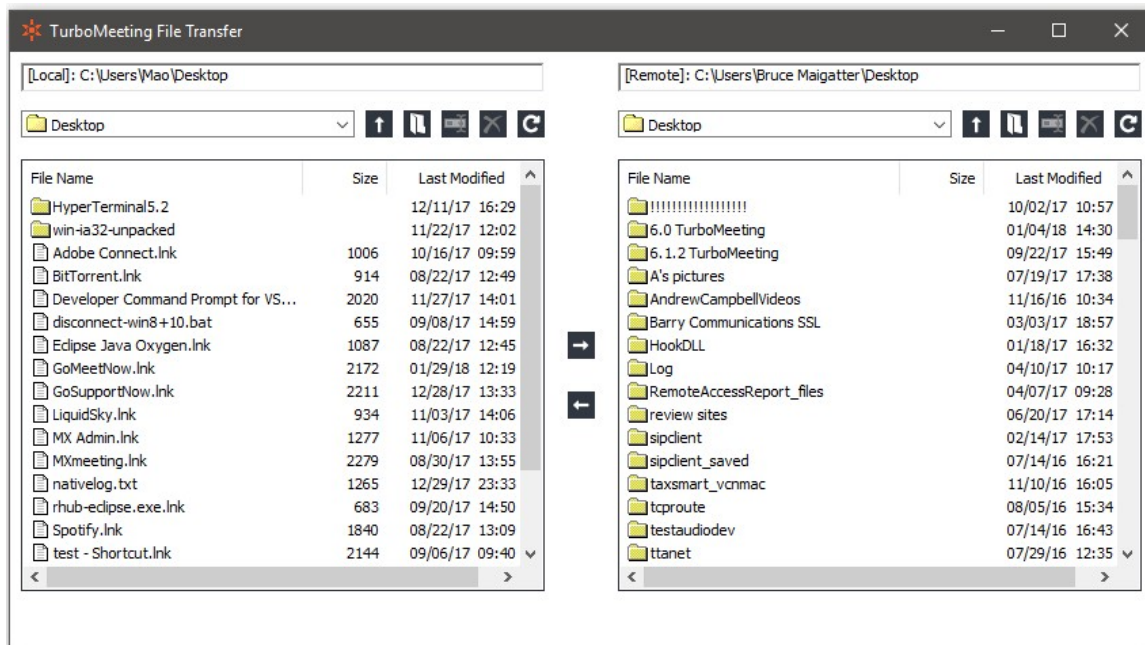 TurboMeeting File Transfer
[Local]: C:\Users\Mao\Desktop
Desktop
File Name Size Last Modified
HyperTerminal5.2 12/11/17 16:29
win-ia32-unpacked 11/22/17 12:02
Adobe Connect.lnk 1006 10/16/17 09:59
BitTorrent.lnk 914 08/22/17 12:49
Developer Command Prompt for VS... 2020 11/27/17 14:01
disconnect-win8+10.bat 655 09/08/17 14:59
Eclipse Java Oxygen.lnk 1087 08/22/17 12:45
GoMeetNow.lnk 2172 01/29/18 12:19
GoSupportNow.lnk 2211 12/28/17 13:33
LiquidSky.lnk 934 11/03/17 14:06
MX Admin.lnk 1277 11/06/17 10:33
MXmeeting.lnk 2279 08/30/17 13:55
nativelog.txt 1265 12/29/17 23:33
rhub-eclipse.exe.lnk 683 09/20/17 14:50
Spotify.lnk 1840 08/22/17 13:09
test - Shortcut.lnk 2144 09/06/17 09:40
[Remote]: C:\Users\Bruce Maigatter\Desktop
Desktop
File Name Size Last Modified
!!!!!!!!!!!!!!!!!! 10/02/17 10:57
6.0 TurboMeeting 01/04/18 14:30
6.1.2 TurboMeeting 09/22/17 15:49
A's pictures 07/19/17 17:38
AndrewCampbellVideos 11/16/16 10:34
Barry Communications SSL 03/03/17 18:57
HookDLL 01/18/17 16:32
Log 04/10/17 10:17
RemoteAccessReport_files 04/07/17 09:28
review sites 06/20/17 17:14
sipclient 02/14/17 17:53
sipclient_saved 07/14/16 16:21
taxsmart_vcnmac 11/10/16 16:05
tcproute 08/05/16 15:34
testaudiodev 07/14/16 16:43
ttanet 07/29/16 12:35